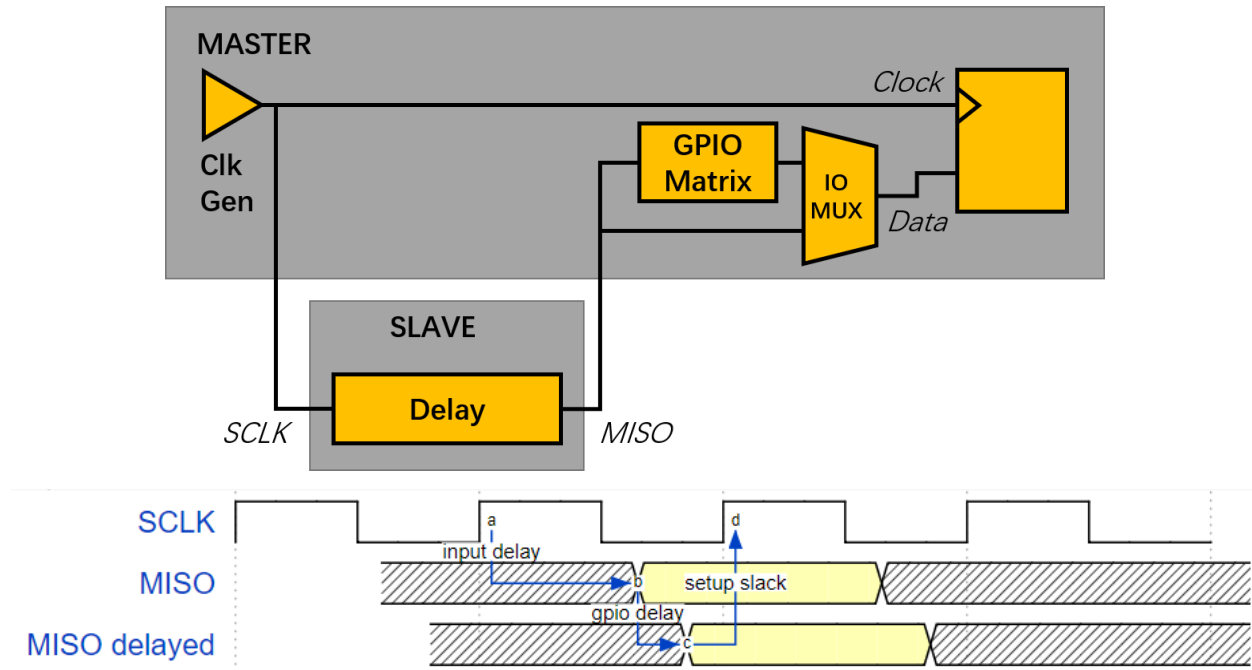 MASTER
Clk
Gen
Clock
GPIO
Matrix
IO
MUX
Data
SLAVE
Delay
SCLK
MISO
SCLK
a
d
input delay
MISO
b
setup slack
gpio delay
MISO delayed
c